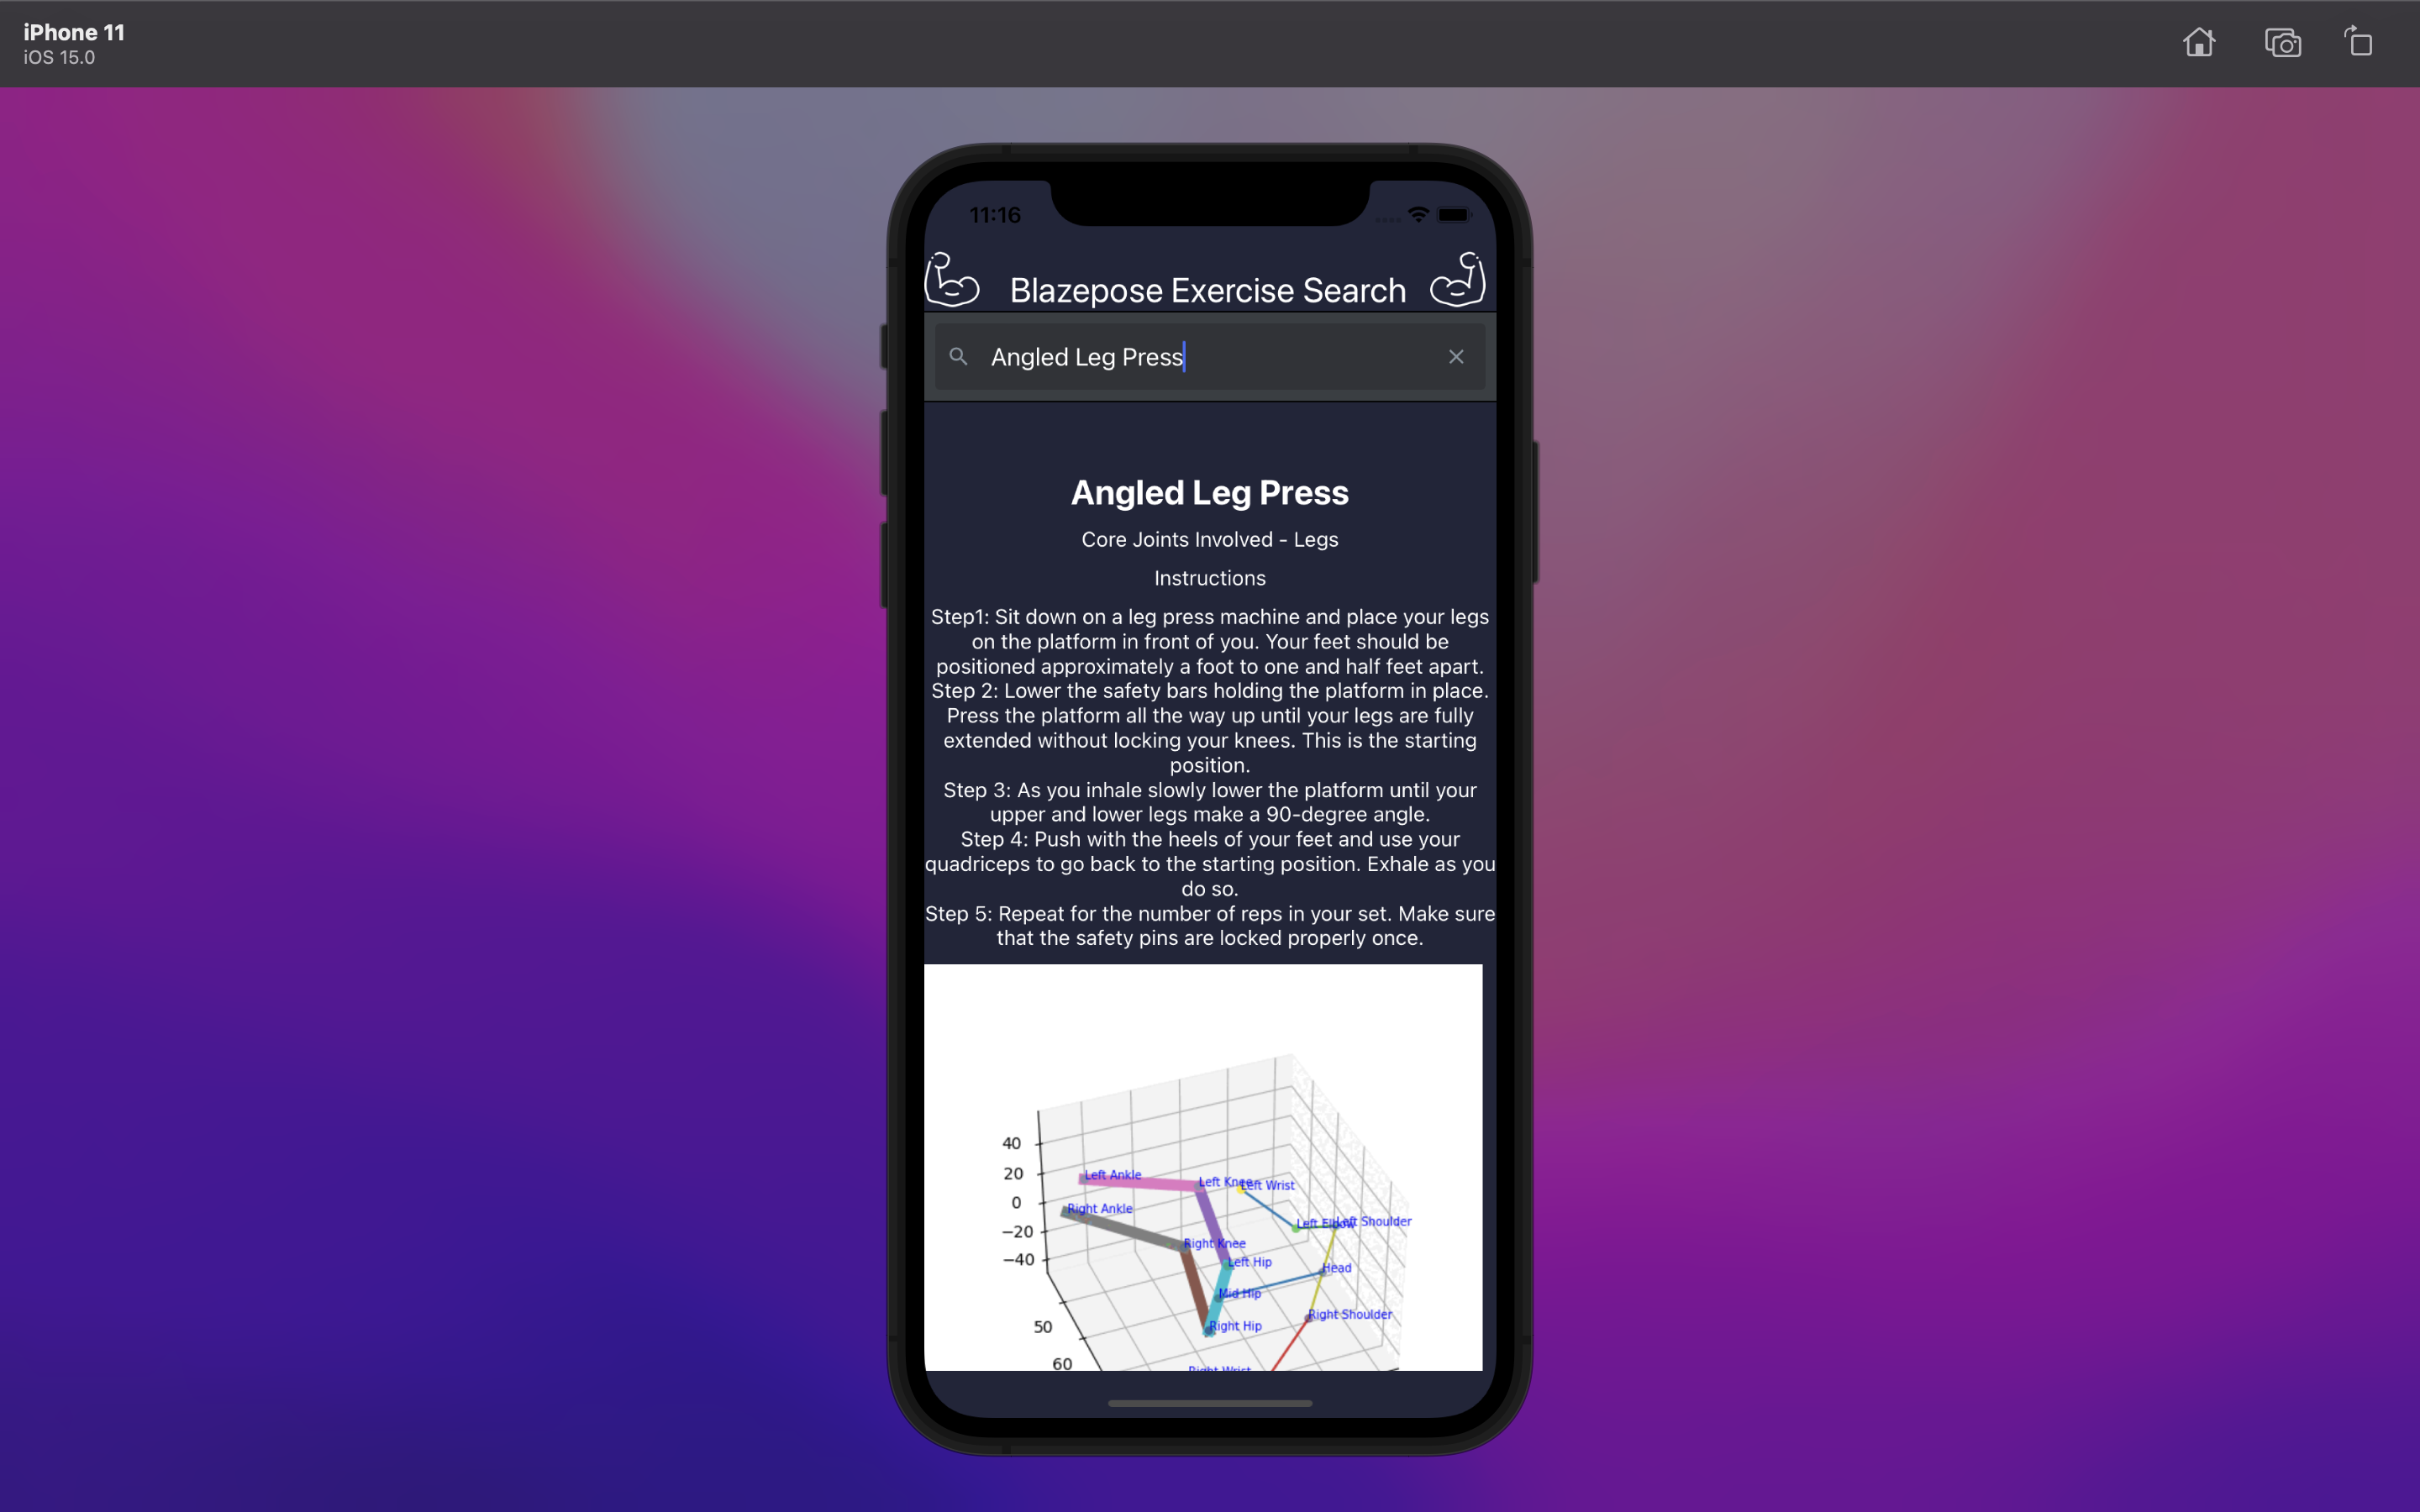 iPhone 11
iOS 15.0
11:16
Blazepose Exercise Search
Angled Leg Press
Angled Leg Press
Core Joints Involved - Legs
Instructions
Step1: Sit down on a leg press machine and place your legs
on the platform in front of you. Your feet should be
positioned approximately a foot to one and half feet apart.
Step 2: Lower the safety bars holding the platform in place.
Press the platform all the way up until your legs are fully
extended without locking your knees. This is the starting
position.
Step 3: As you inhale slowly lower the platform until your
upper and lower legs make a 90-degree angle.
Step 4: Push with the heels of your feet and use your
quadriceps to go back to the starting position. Exhale as you
do so.
Step 5: Repeat for the number of reps in your set. Make sure
that the safety pins are locked properly once.
40
20
0
−20
−40
50
60
Left Ankle
Left Knee
Left Wrist
Right Ankle
Left Elbow
Left Shoulder
Right Knee
Left Hip
Head
Mid Hip
Right Shoulder
Right Hip
Right Wrist